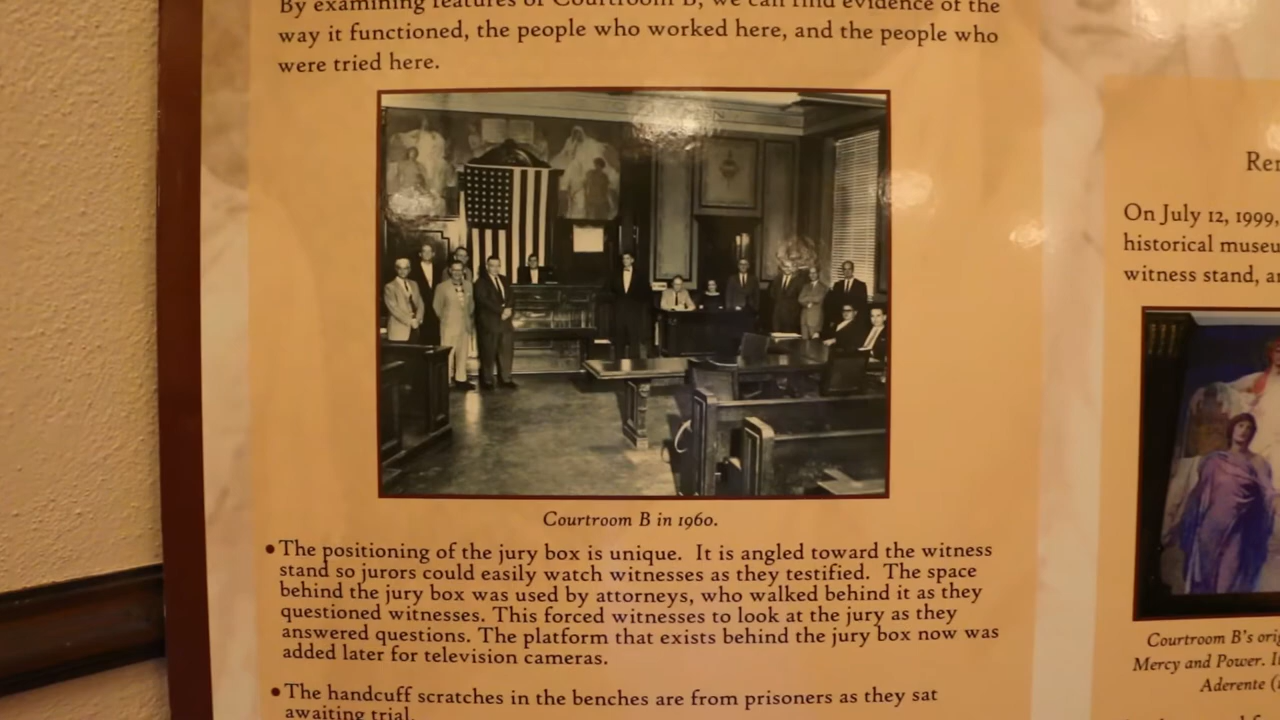 By examining features of Courtroom B, we can find evidence of the
way it functioned, the people who worked here, and the people who
were tried here.
Courtroom B in 1960.
•The positioning of the jury box is unique. It is angled toward the witness
stand so jurors could easily watch witnesses as they testified. The space
behind the jury box was used by attorneys, who walked behind it as they
questioned witnesses. This forced witnesses to look at the jury as they
answered questions. The platform that exists behind the jury box now was
added later for television cameras.
•The handcuff scratches in the benches are from prisoners as they sat
awaiting trial.
On July 12, 1999,
historical
witness stand,
Courtroom B's
Mercy and Power.
Aderente